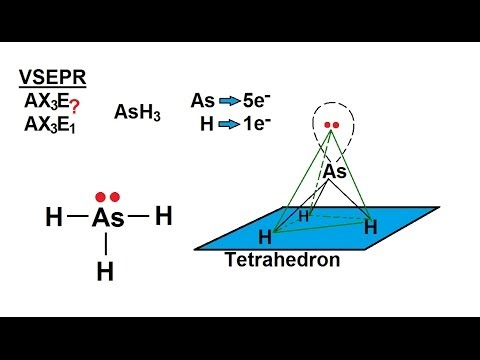 VSEPR
AX₃E?
AX₃E₁
AsH₃
As → 5e⁻
H → 1e⁻
H–As–H
H
As
H
H
H
Tetrahedron